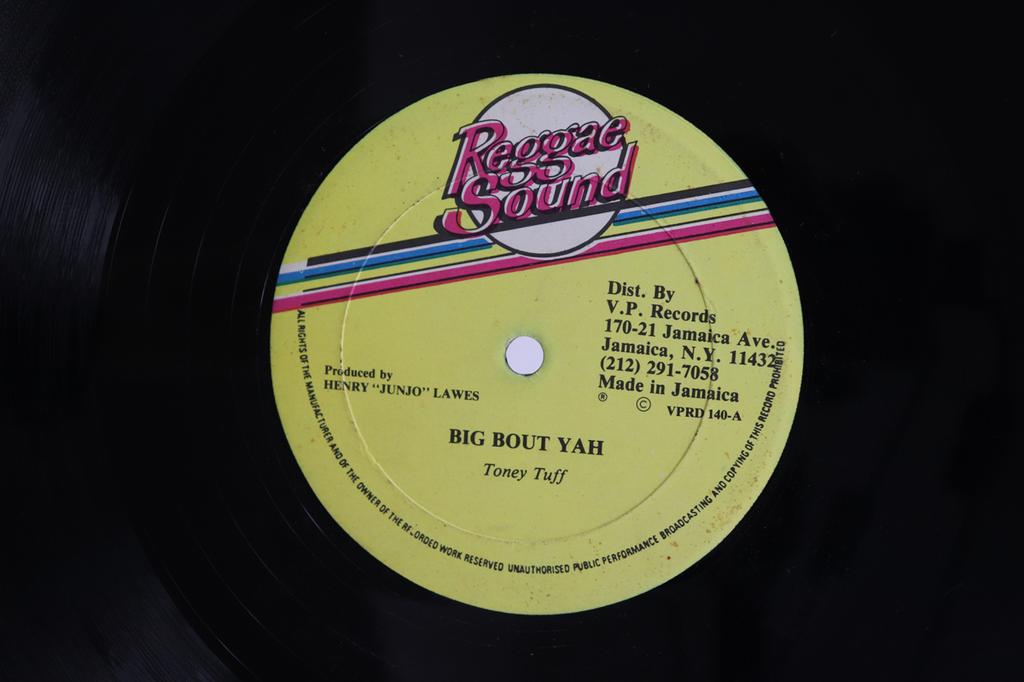 Reggae
Sound
Dist. By
V.P. Records
170-21 Jamaica Ave.
Jamaica, N.Y. 11432
(212) 291-7058
Made in Jamaica
® © VPRD 140-A
Produced by
HENRY "JUNJO" LAWES
BIG BOUT YAH
Toney Tuff
ALL RIGHTS OF THE MANUFACTURER AND OF THE OWNER OF THE RECORDED WORK RESERVED UNAUTHORISED PUBLIC PERFORMANCE BROADCASTING AND COPYING OF THIS RECORD PROHIBITED